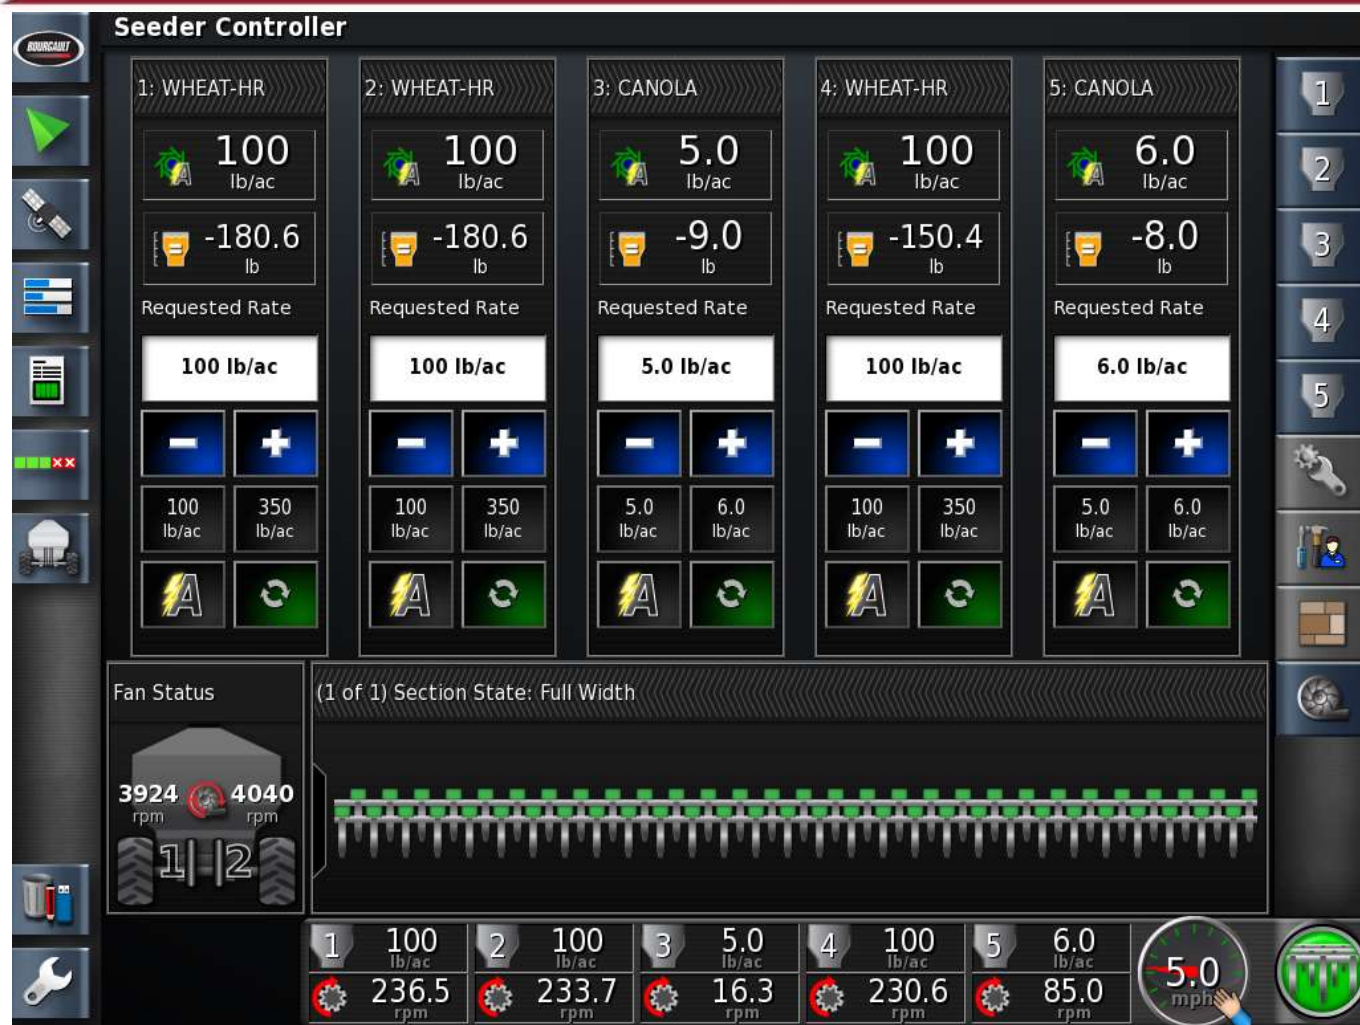 Seeder Controller
BOURGAULT
1: WHEAT-HR
100
lb/ac
-180.6
lb
Requested Rate
100 lb/ac
- +
100 350
lb/ac lb/ac
A
2: WHEAT-HR
100
lb/ac
-180.6
lb
Requested Rate
100 lb/ac
- +
100 350
lb/ac lb/ac
A
3: CANOLA
5.0
lb/ac
-9.0
lb
Requested Rate
5.0 lb/ac
- +
5.0 6.0
lb/ac lb/ac
A
4: WHEAT-HR
100
lb/ac
-150.4
lb
Requested Rate
100 lb/ac
- +
100 350
lb/ac lb/ac
A
5: CANOLA
6.0
lb/ac
-8.0
lb
Requested Rate
6.0 lb/ac
- +
5.0 6.0
lb/ac lb/ac
A
1
2
3
4
5
Fan Status
3924 4040
rpm rpm
1 2
(1 of 1) Section State: Full Width
1 100 lb/ac
236.5 rpm
2 100 lb/ac
233.7 rpm
3 5.0 lb/ac
16.3 rpm
4 100 lb/ac
230.6 rpm
5 6.0 lb/ac
85.0 rpm
5.0
mph